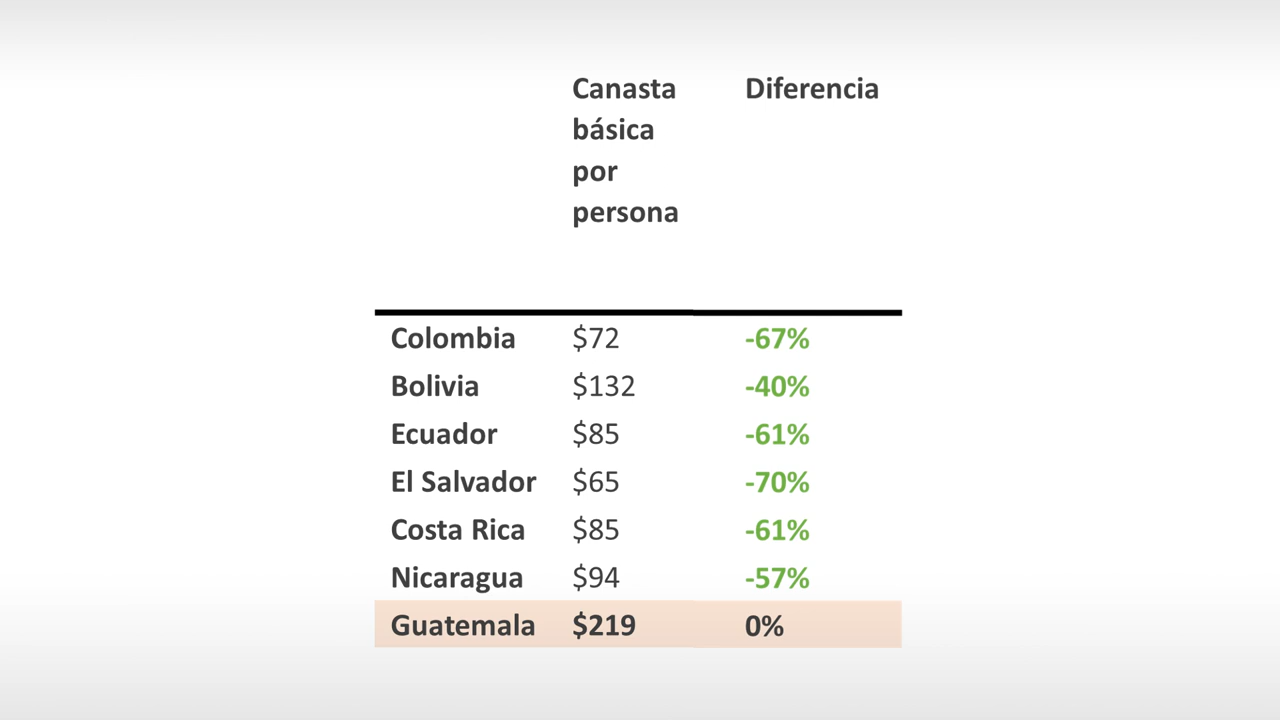 Canasta básica por persona Diferencia
Colombia $72 -67%
Bolivia $132 -40%
Ecuador $85 -61%
El Salvador $65 -70%
Costa Rica $85 -61%
Nicaragua $94 -57%
Guatemala $219 0%